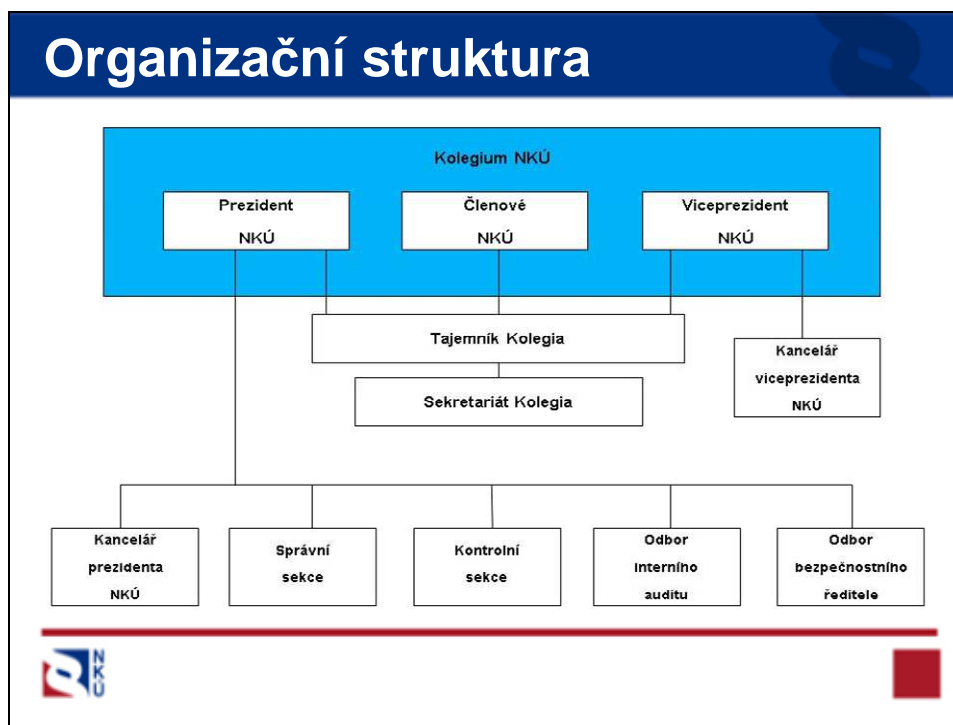 Organizační struktura
Kolegium NKÚ
Prezident
NKÚ
Členové
NKÚ
Viceprezident
NKÚ
Tajemník Kolegia
Kancelář
viceprezidenta
NKÚ
Sekretariát Kolegia
Kancelář
prezidenta
NKÚ
Správní
sekce
Kontrolní
sekce
Odbor
interního
auditu
Odbor
bezpečnostního
ředitele
NKÚ